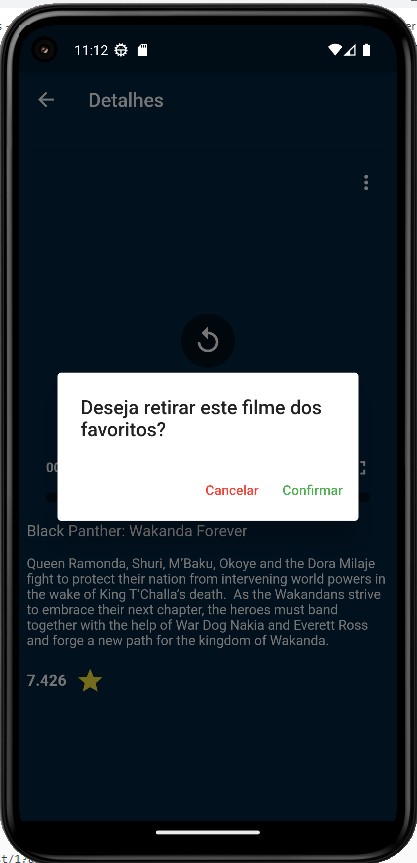 11:12
Detalhes
Deseja retirar este filme dos
favoritos?
00
Cancelar
Confirmar
Black Panther: Wakanda Forever
Queen Ramonda, Shuri, M'Baku, Okoye and the Dora Milaje
fight to protect their nation from intervening world powers in
the wake of King T'Challa's death.  As the Wakandans strive
to embrace their next chapter, the heroes must band
together with the help of War Dog Nakia and Everett Ross
and forge a new path for the kingdom of Wakanda.
7.426